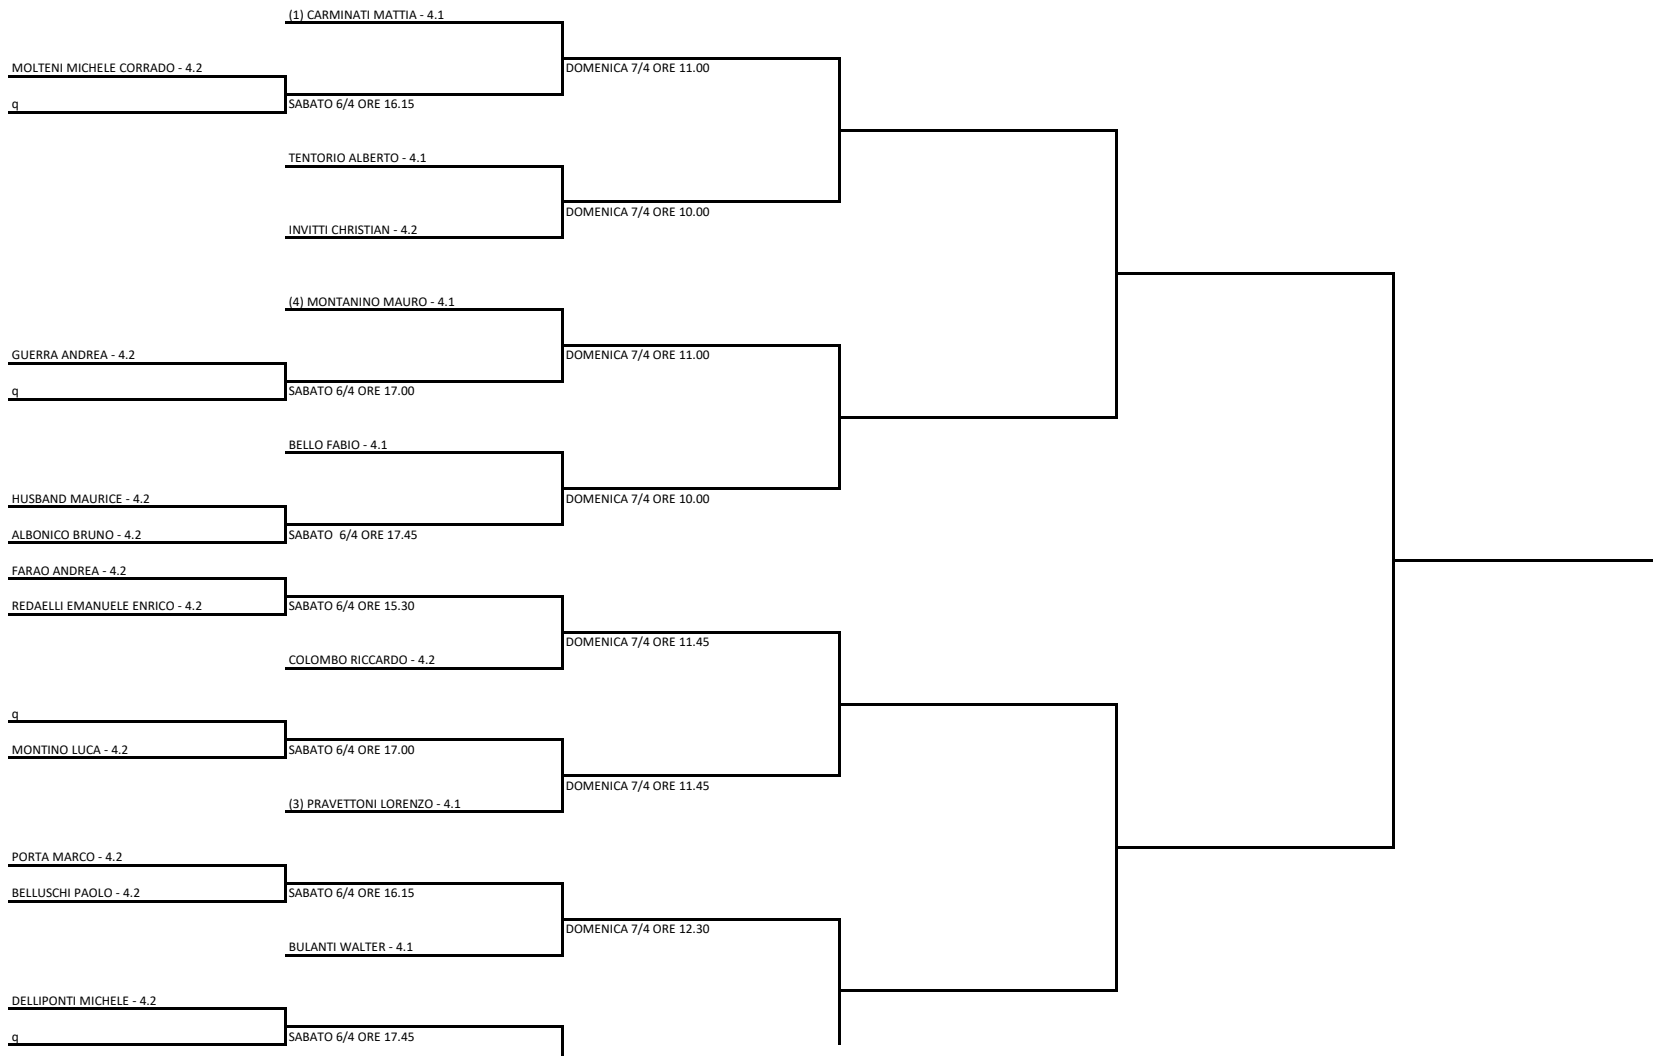 (1) CARMINATI MATTIA - 4.1
MOLTENI MICHELE CORRADO - 4.2
DOMENICA 7/4 ORE 11.00
q
SABATO 6/4 ORE 16.15
TENTORIO ALBERTO - 4.1
DOMENICA 7/4 ORE 10.00
INVITTI CHRISTIAN - 4.2
(4) MONTANINO MAURO - 4.1
GUERRA ANDREA - 4.2
DOMENICA 7/4 ORE 11.00
q
SABATO 6/4 ORE 17.00
BELLO FABIO - 4.1
HUSBAND MAURICE - 4.2
DOMENICA 7/4 ORE 10.00
ALBONICO BRUNO - 4.2
SABATO  6/4 ORE 17.45
FARAO ANDREA - 4.2
REDAELLI EMANUELE ENRICO - 4.2
SABATO 6/4 ORE 15.30
DOMENICA 7/4 ORE 11.45
COLOMBO RICCARDO - 4.2
q
MONTINO LUCA - 4.2
SABATO 6/4 ORE 17.00
DOMENICA 7/4 ORE 11.45
(3) PRAVETTONI LORENZO - 4.1
PORTA MARCO - 4.2
BELLUSCHI PAOLO - 4.2
SABATO 6/4 ORE 16.15
DOMENICA 7/4 ORE 12.30
BULANTI WALTER - 4.1
DELLIPONTI MICHELE - 4.2
q
SABATO 6/4 ORE 17.45